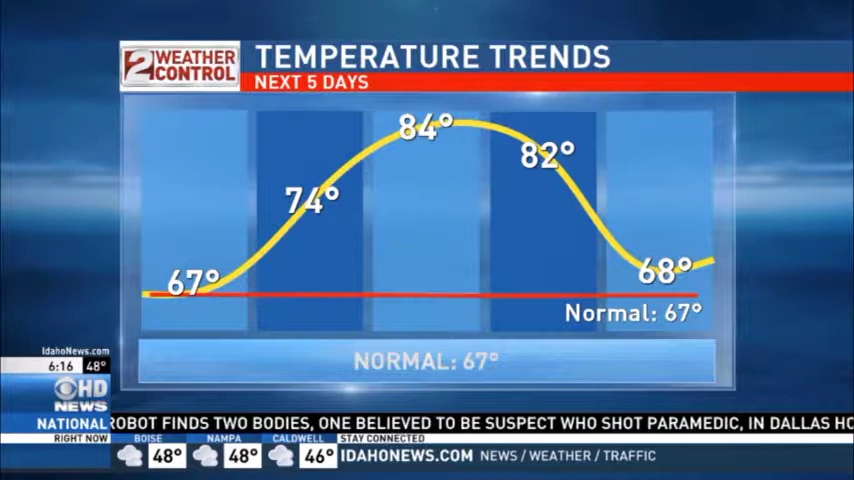 2 WEATHER CONTROL
TEMPERATURE TRENDS
NEXT 5 DAYS
84°
82°
74°
67°
68°
Normal: 67°
NORMAL: 67°
IdahoNews.com
6:16 48°
HD
NEWS
NATIONAL ROBOT FINDS TWO BODIES, ONE BELIEVED TO BE SUSPECT WHO SHOT PARAMEDIC, IN DALLAS HO
RIGHT NOW BOISE NAMPA CALDWELL STAY CONNECTED
48° 48° 46° IDAHONEWS.COM NEWS / WEATHER / TRAFFIC